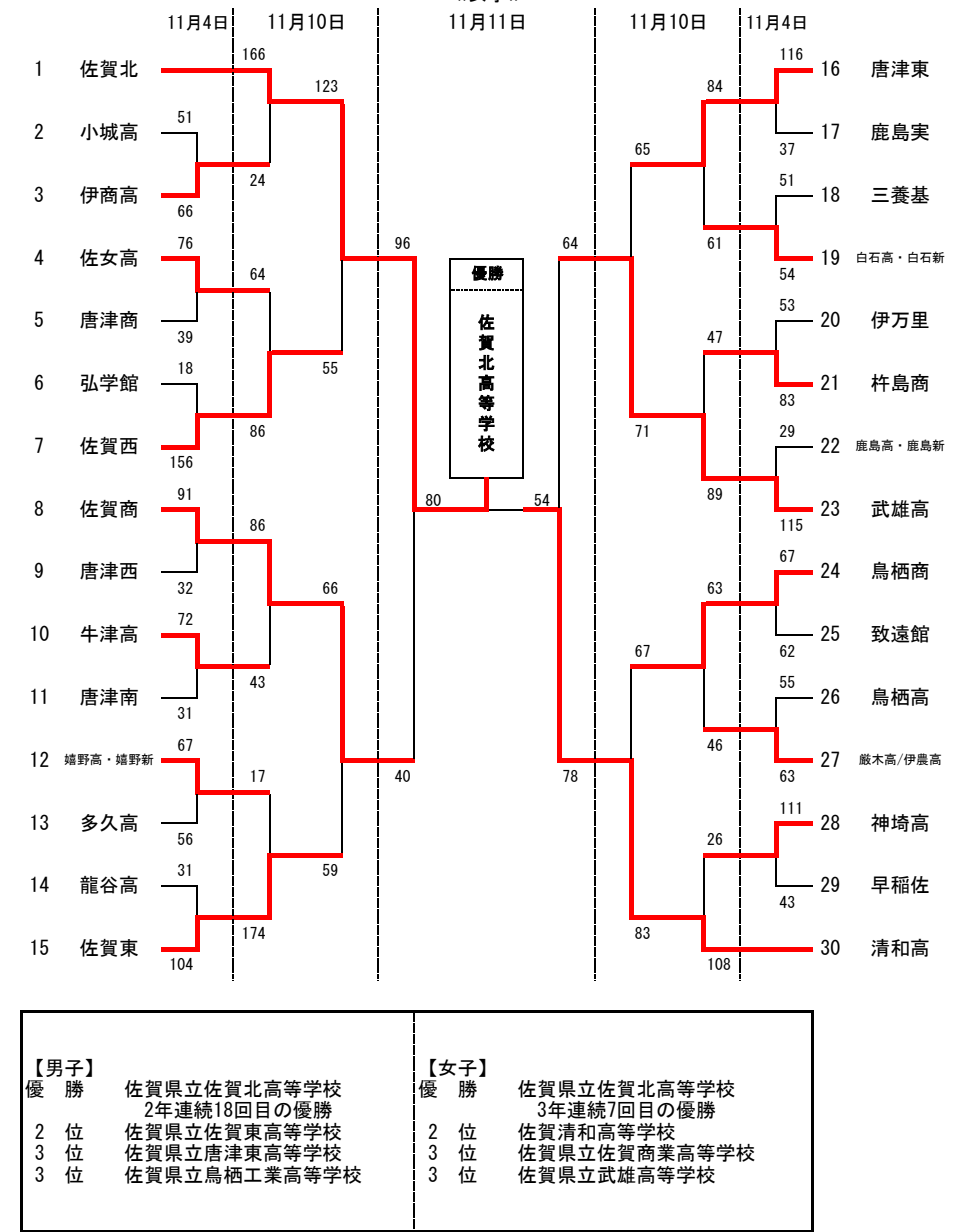 11月4日 11月10日 11月11日 11月10日 11月4日
166 116
1 佐賀北 16 唐津東
123 84
51
2 小城高 17 鹿島実
37
65
24 51
3 伊商高 18 三養基
66
76 96 64 61
4 佐女高 19 白石高・白石新
優勝
64 54
53
5 唐津商 20 伊万里
39 47
佐賀北高等学校
18 55
6 弘学館 21 杵島商
83
86 71 29
7 佐賀西 22 鹿島高・鹿島新
156
91 80 54 89
8 佐賀商 23 武雄高
86 115
67
9 唐津西 24 鳥栖商
32 66 63
72
10 牛津高 25 致遠館
67 62
43 55
11 唐津南 26 鳥栖高
31
67 46
12 嬉野高・嬉野新 27 厳木高/伊農高
17 40 78 63
111
13 多久高 28 神埼高
56 26
31 59
14 龍谷高 29 早稲佐
43
174 83
15 佐賀東 30 清和高
104 108
【男子】
優 勝 佐賀県立佐賀北高等学校
2年連続18回目の優勝
2 位 佐賀県立佐賀東高等学校
3 位 佐賀県立唐津東高等学校
3 位 佐賀県立鳥栖工業高等学校
【女子】
優 勝 佐賀県立佐賀北高等学校
3年連続7回目の優勝
2 位 佐賀清和高等学校
3 位 佐賀県立佐賀商業高等学校
3 位 佐賀県立武雄高等学校